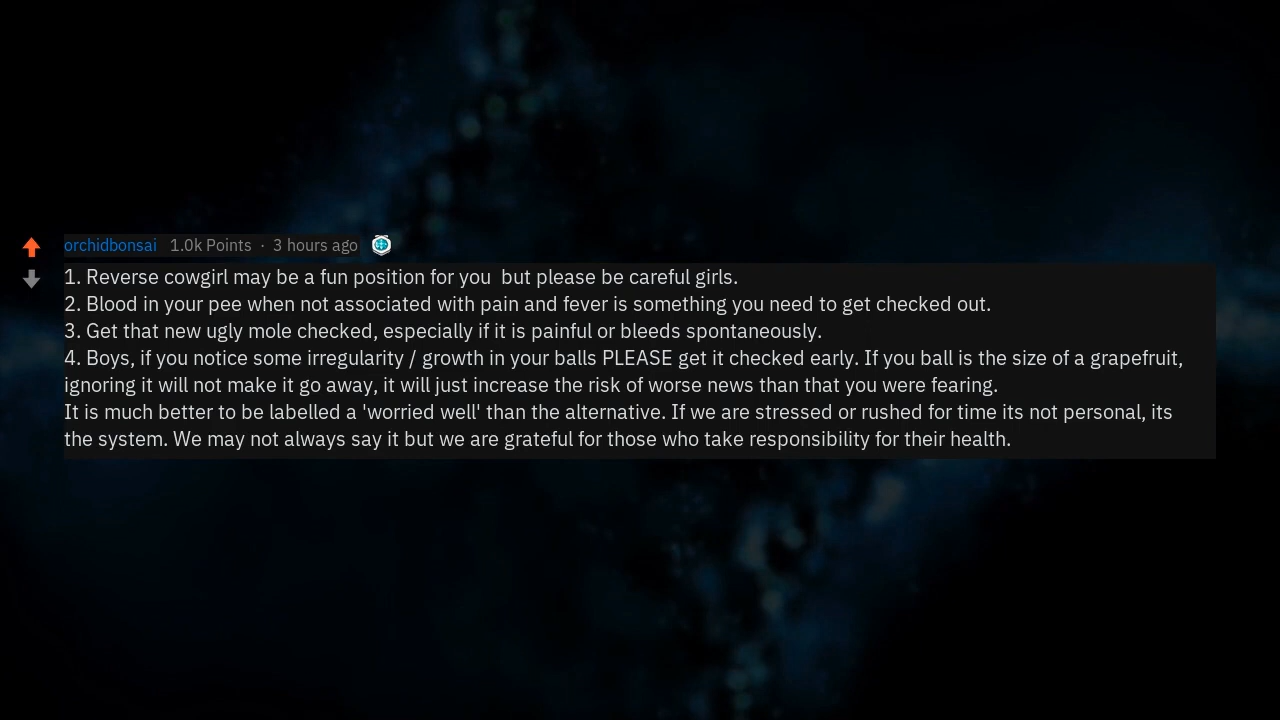 orchidbonsai 1.0k Points · 3 hours ago
1. Reverse cowgirl may be a fun position for you  but please be careful girls.
2. Blood in your pee when not associated with pain and fever is something you need to get checked out.
3. Get that new ugly mole checked, especially if it is painful or bleeds spontaneously.
4. Boys, if you notice some irregularity / growth in your balls PLEASE get it checked early. If you ball is the size of a grapefruit,
ignoring it will not make it go away, it will just increase the risk of worse news than that you were fearing.
It is much better to be labelled a 'worried well' than the alternative. If we are stressed or rushed for time its not personal, its
the system. We may not always say it but we are grateful for those who take responsibility for their health.